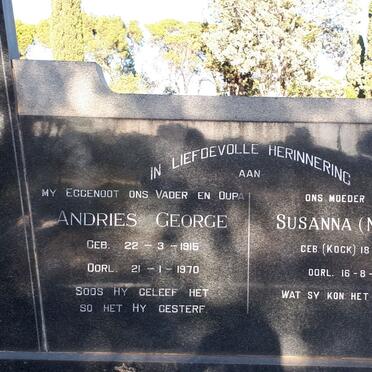 IN LIEFDEVOLLE HERINNERING
AAN
MY EGGENOOT ONS VADER EN OUPA
ANDRIES GEORGE
GEB. 22-3-1915
OORL. 21-1-1970
SOOS HY GELEEF HET
SO HET HY GESTERF.
ONS MOEDER
SUSANNA (N
GEB. (KOCK) 18
OORL. 16-8-
WAT SY KON HET